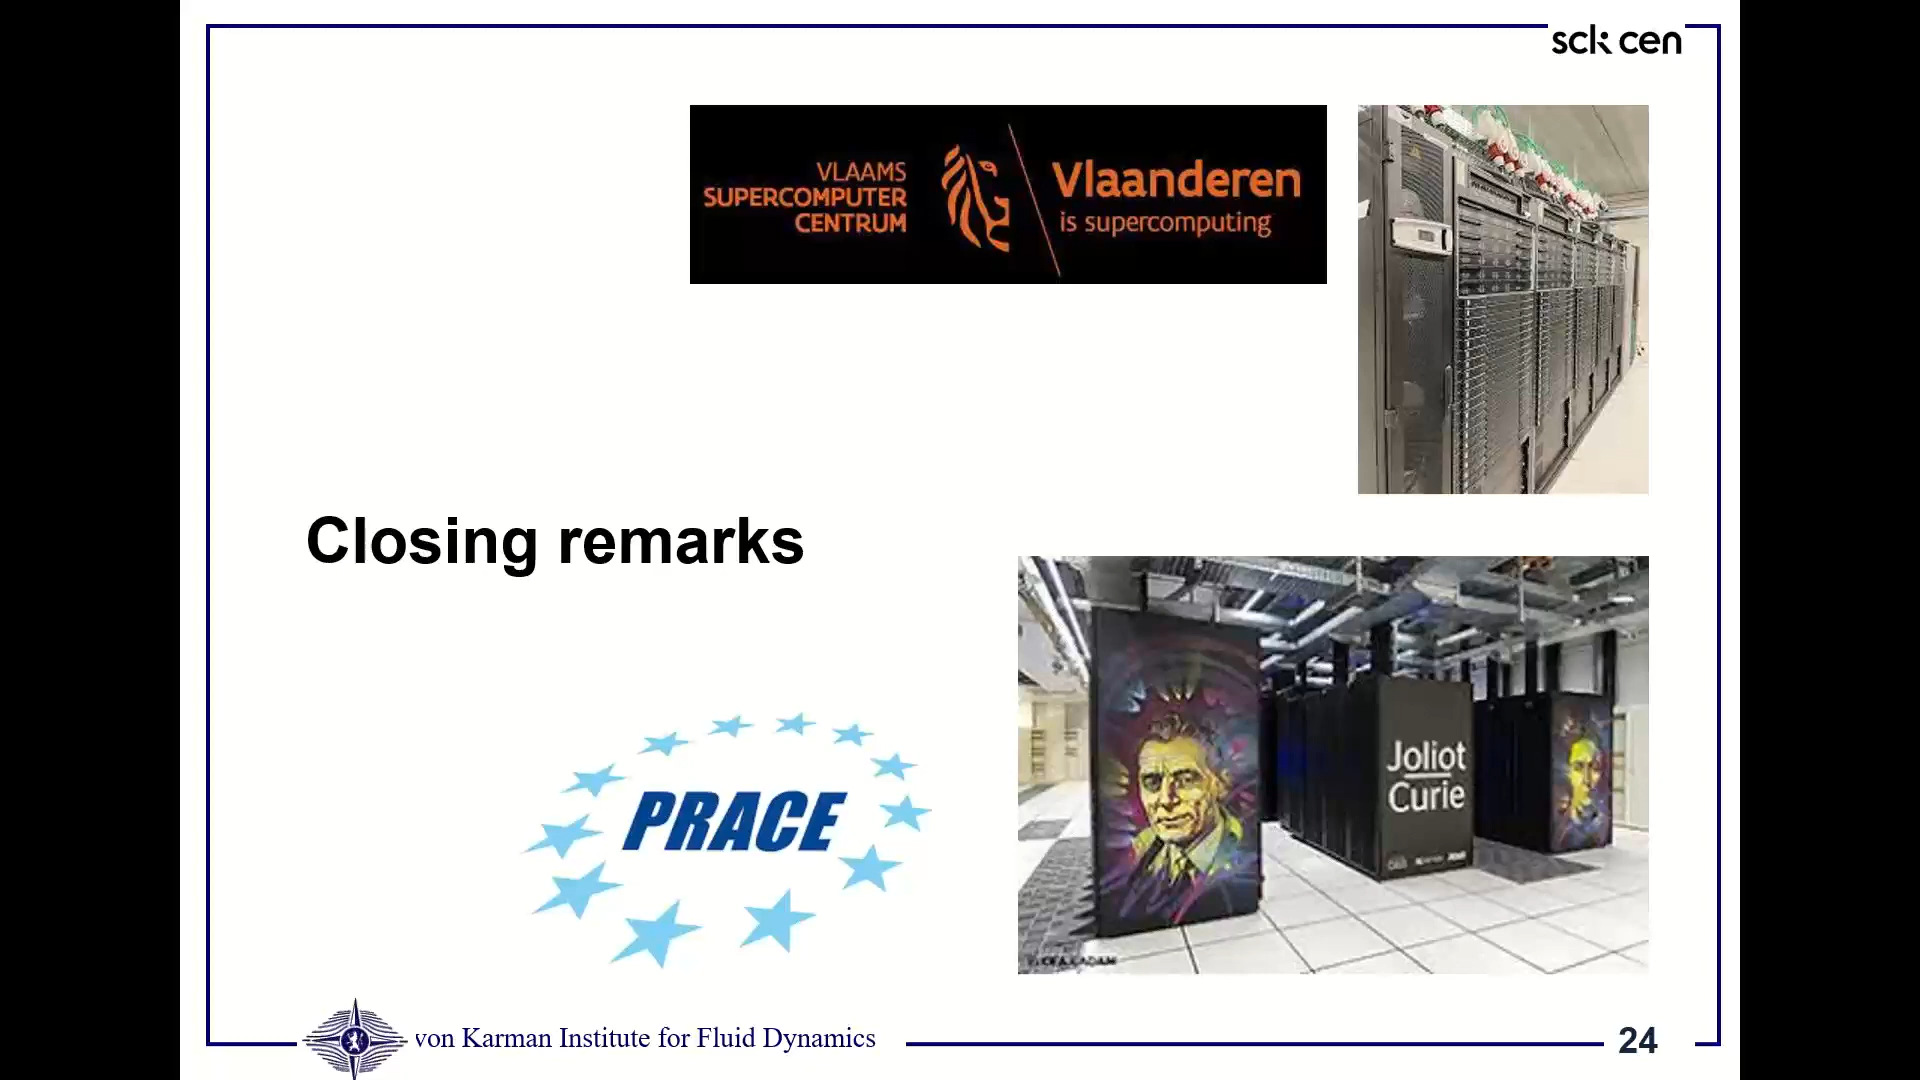 sck cen
VLAAMS
SUPERCOMPUTER
CENTRUM
Vlaanderen
is supercomputing
Closing remarks
PRACE
Joliot
Curie
von Karman Institute for Fluid Dynamics
24